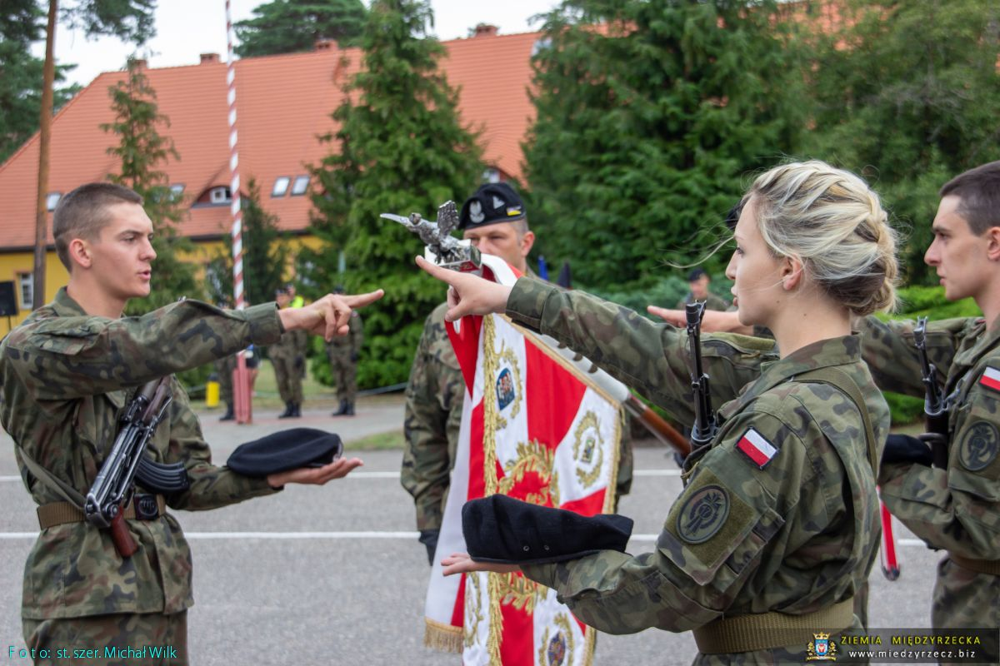 Foto: st.szer. Michał Wilk
ZIEMIA MIĘDZYRZECKA
www.miedzyrzecz.biz